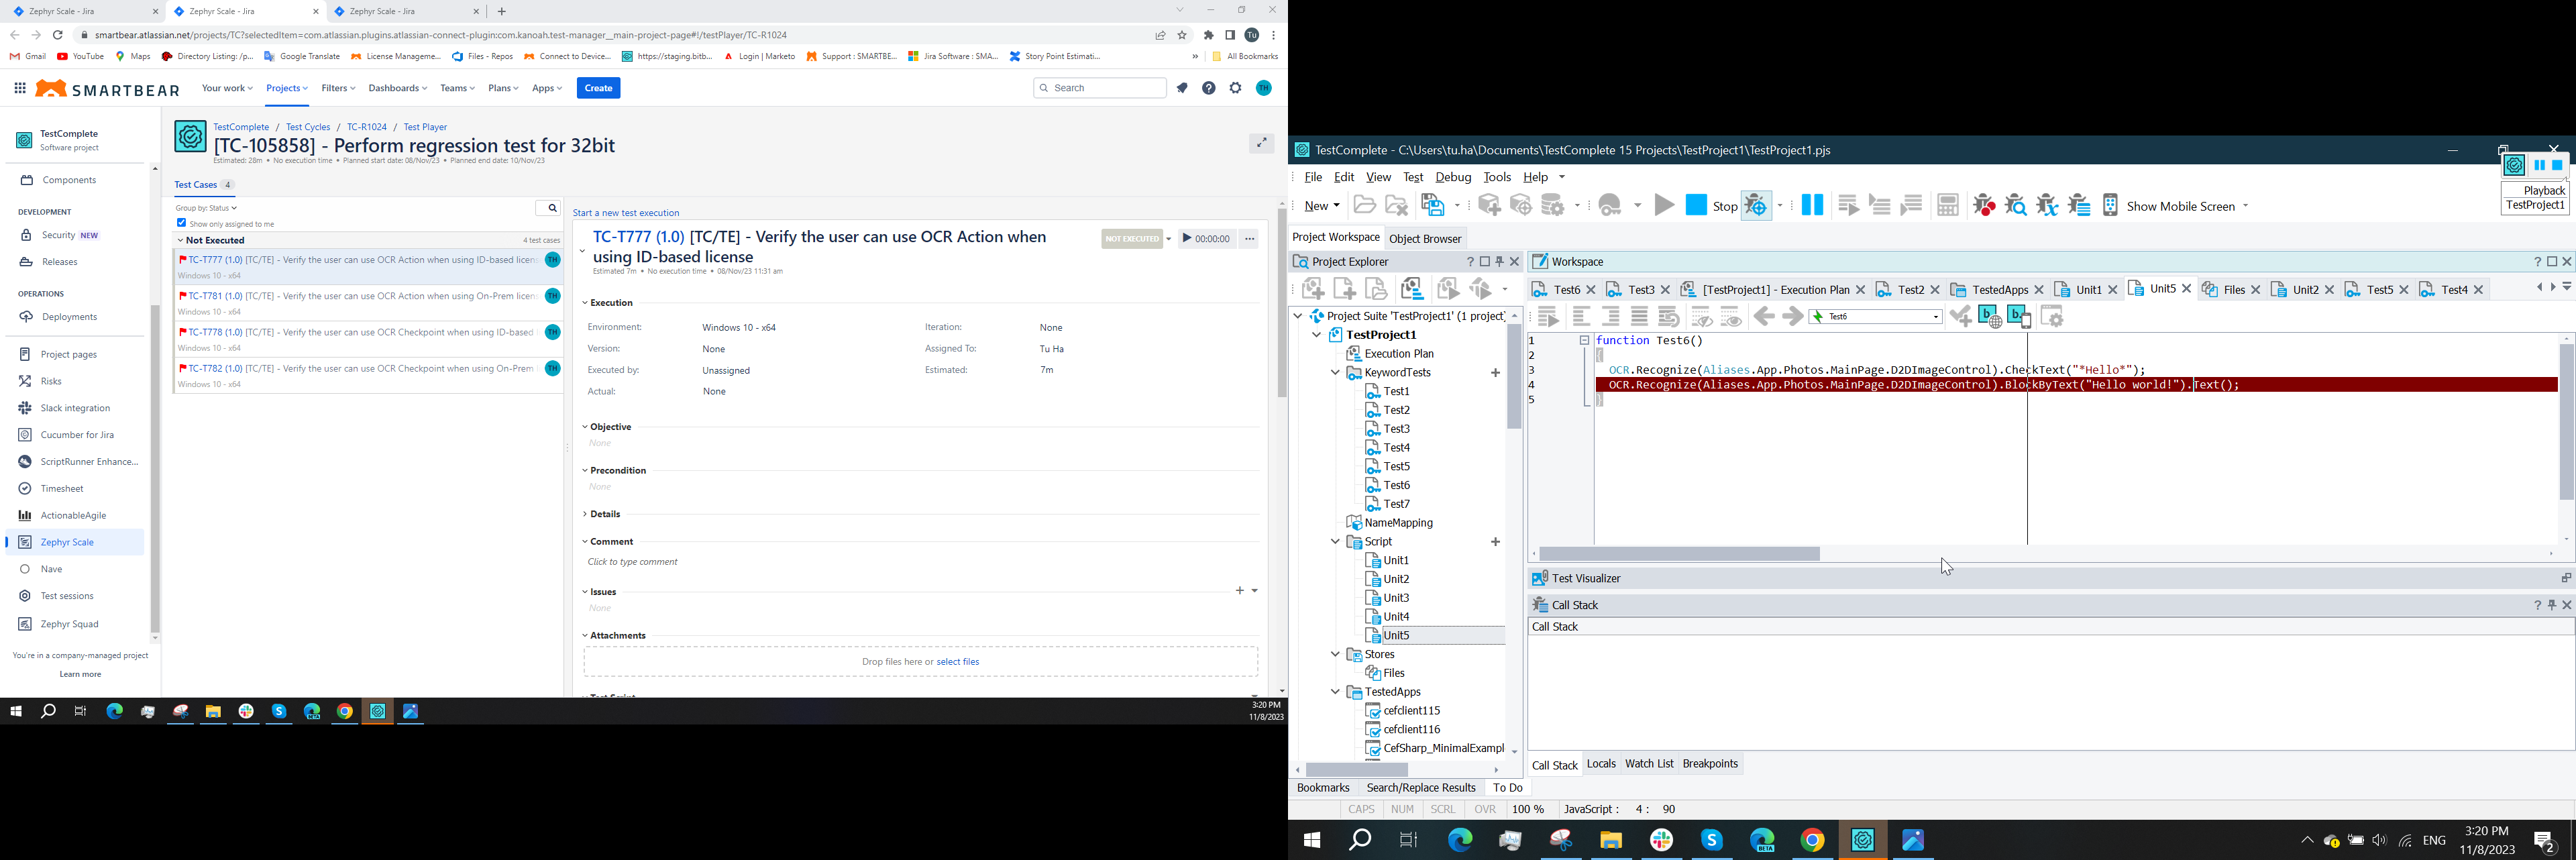 Zephyr Scale - Jira
Zephyr Scale - Jira
Zephyr Scale - Jira
smartbear.atlassian.net/projects/TC?selectedItem=com.atlassian.plugins.atlassian-connect-plugin:com.kanoah.test-manager__main-project-page#!/testPlayer/TC-R1024
Tu
Gmail
YouTube
Maps
Directory Listing: /p...
Google Translate
License Manageme...
Files - Repos
Connect to Device...
https://staging.bitb...
Login | Marketo
Support : SMARTBE...
Jira Software : SMA...
Story Point Estimati...
»
All Bookmarks
SMARTBEAR
Your work
Projects
Filters
Dashboards
Teams
Plans
Apps
Create
Search
TH
TestComplete
Software project
Components
DEVELOPMENT
Security NEW
Releases
OPERATIONS
Deployments
Project pages
Risks
Slack integration
Cucumber for Jira
ScriptRunner Enhance...
Timesheet
ActionableAgile
Zephyr Scale
Nave
Test sessions
Zephyr Squad
You're in a company-managed project
Learn more
TestComplete / Test Cycles / TC-R1024 / Test Player
[TC-105858] - Perform regression test for 32bit
Estimated: 28m • No execution time • Planned start date: 08/Nov/23 • Planned end date: 10/Nov/23
Test Cases 4
Group by: Status
Show only assigned to me
Not Executed
4 test cases
TC-T777 (1.0) [TC/TE] - Verify the user can use OCR Action when using ID-based licens
TH
Windows 10 - x64
TC-T781 (1.0) [TC/TE] - Verify the user can use OCR Action when using On-Prem licen
TH
Windows 10 - x64
TC-T778 (1.0) [TC/TE] - Verify the user can use OCR Checkpoint when using ID-based l
TH
Windows 10 - x64
TC-T782 (1.0) [TC/TE] - Verify the user can use OCR Checkpoint when using On-Prem l
TH
Windows 10 - x64
Start a new test execution
TC-T777 (1.0) [TC/TE] - Verify the user can use OCR Action when
using ID-based license
NOT EXECUTED
00:00:00
Estimated 7m • No execution time • 08/Nov/23 11:31 am
Execution
Environment: Windows 10 - x64 Iteration: None
Version: None Assigned To: Tu Ha
Executed by: Unassigned Estimated: 7m
Actual: None
Objective
None
Precondition
None
Details
Comment
Click to type comment
Issues
None
Attachments
Drop files here or select files
3:20 PM
11/8/2023
TestComplete - C:\Users\tu.ha\Documents\TestComplete 15 Projects\TestProject1\TestProject1.pjs
Playback
TestProject1
File Edit View Test Debug Tools Help
New
Stop
Show Mobile Screen
Project Workspace
Object Browser
Project Explorer
Workspace
Test6
Test3
[TestProject1] - Execution Plan
Test2
TestedApps
Unit1
Unit5
Files
Unit2
Test5
Test4
Test6
Project Suite 'TestProject1' (1 project)
TestProject1
Execution Plan
KeywordTests
Test1
Test2
Test3
Test4
Test5
Test6
Test7
NameMapping
Script
Unit1
Unit2
Unit3
Unit4
Unit5
Stores
Files
TestedApps
cefclient115
cefclient116
CefSharp_MinimalExampl
1 function Test6()
2 {
3 OCR.Recognize(Aliases.App.Photos.MainPage.D2DImageControl).CheckText("*Hello*");
4 OCR.Recognize(Aliases.App.Photos.MainPage.D2DImageControl).BlockByText("Hello world!").Text();
5 }
Test Visualizer
Call Stack
Call Stack
Call Stack
Locals
Watch List
Breakpoints
Bookmarks
Search/Replace Results
To Do
CAPS NUM SCRL OVR 100 % JavaScript : 4 : 90
BETA
ENG
3:20 PM
11/8/2023
2